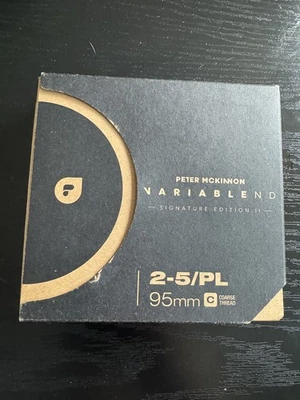 PETER MCKINNON
VARIABLEND
SIGNATURE EDITION II
2-5/PL
95mm C COARSE
THREAD